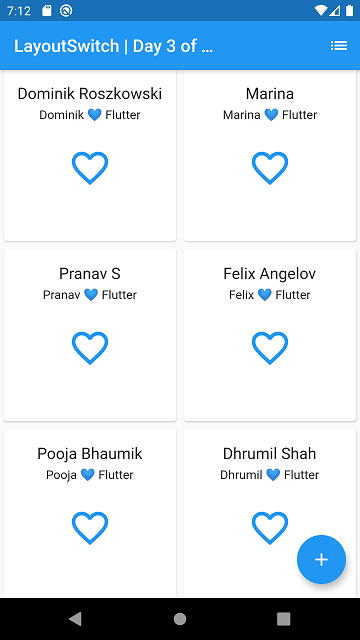 7:12
LayoutSwitch | Day 3 of ...
Dominik Roszkowski
Dominik 💙 Flutter
Marina
Marina 💙 Flutter
Pranav S
Pranav 💙 Flutter
Felix Angelov
Felix 💙 Flutter
Pooja Bhaumik
Pooja 💙 Flutter
Dhrumil Shah
Dhrumil 💙 Flutter